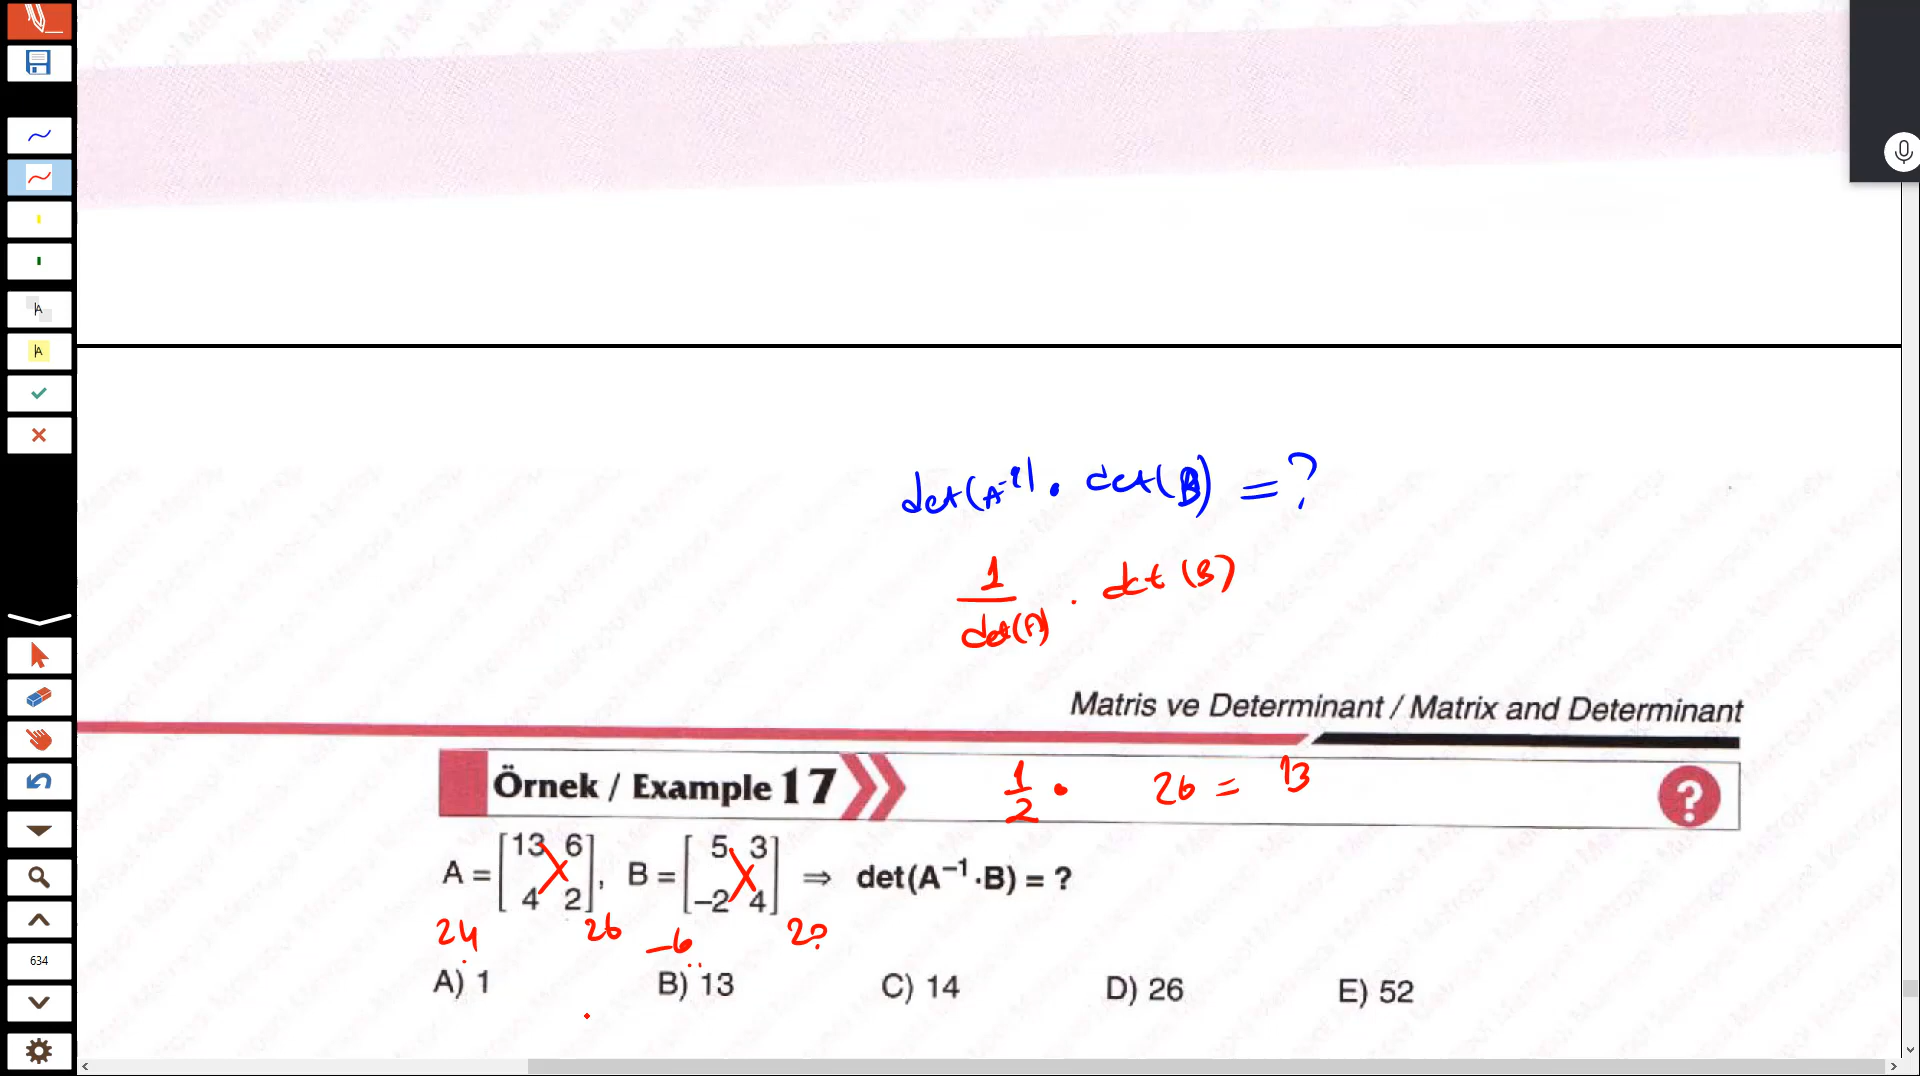 det(A⁻¹) · det(B) = ?
1/det(A) · det(B)
Matris ve Determinant / Matrix and Determinant
Örnek / Example 17
1/2 · 26 = 13
A = [13 6; 4 2], B = [5 3; −2 4] ⇒ det(A⁻¹·B) = ?
24 26 −6
A) 1 B) 13 C) 14 D) 26 E) 52
634